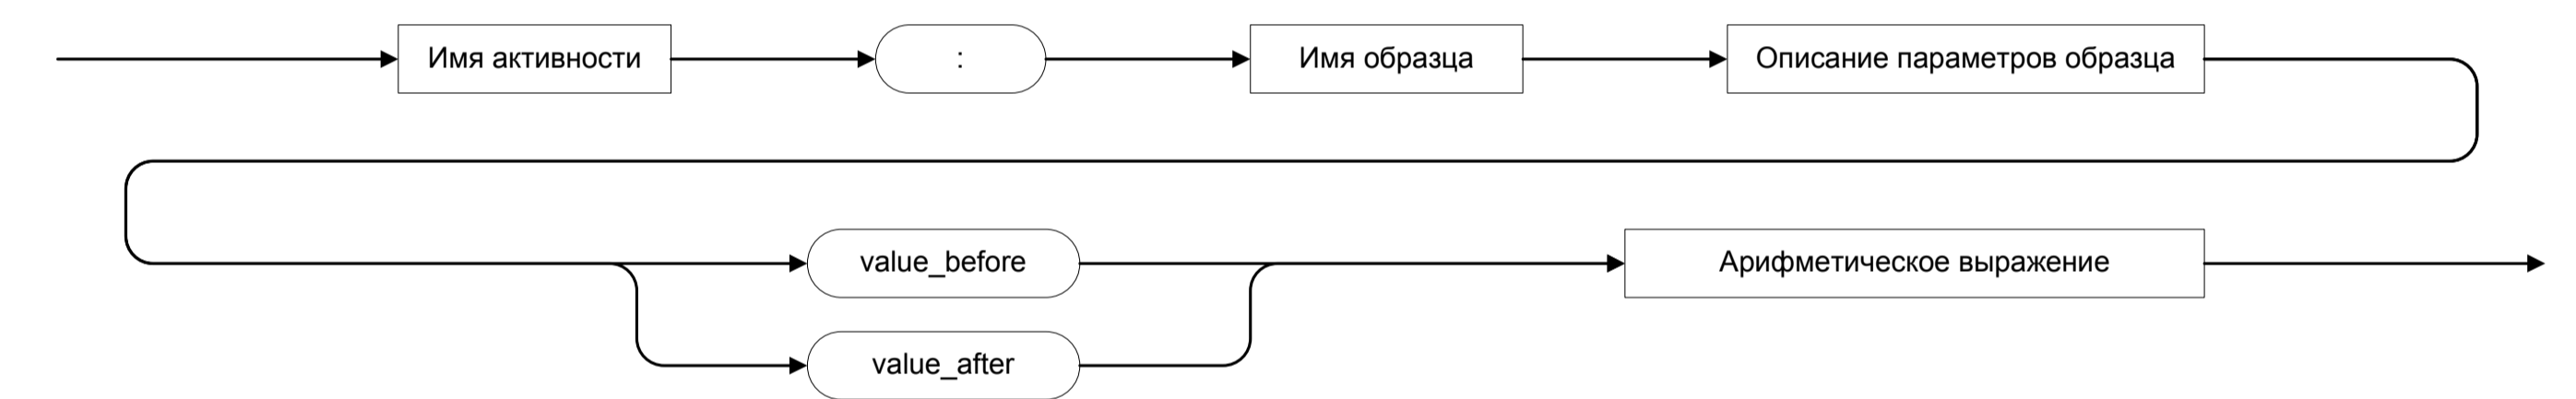 Имя активности : Имя образца Описание параметров образца
value_before Арифметическое выражение
value_after